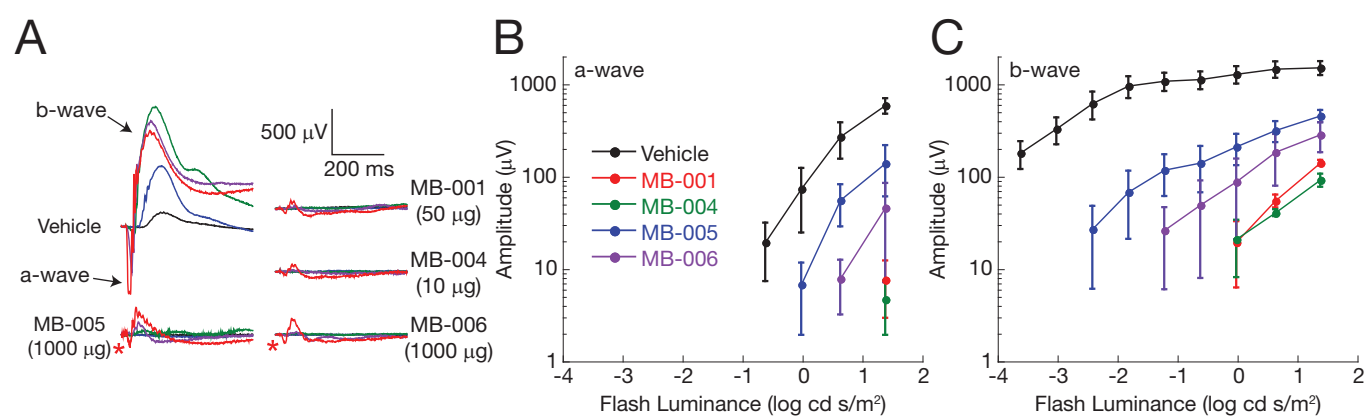 A
b-wave
500 μV
200 ms
Vehicle
a-wave
MB-001
(50 μg)
MB-004
(10 μg)
MB-005
(1000 μg)
*
MB-006
(1000 μg)
*
B
a-wave
Amplitude (μV)
1000
100
10
1
Vehicle
MB-001
MB-004
MB-005
MB-006
-4 -3 -2 -1 0 1 2
Flash Luminance (log cd s/m²)
C
b-wave
Amplitude (μV)
1000
100
10
1
-4 -3 -2 -1 0 1 2
Flash Luminance (log cd s/m²)